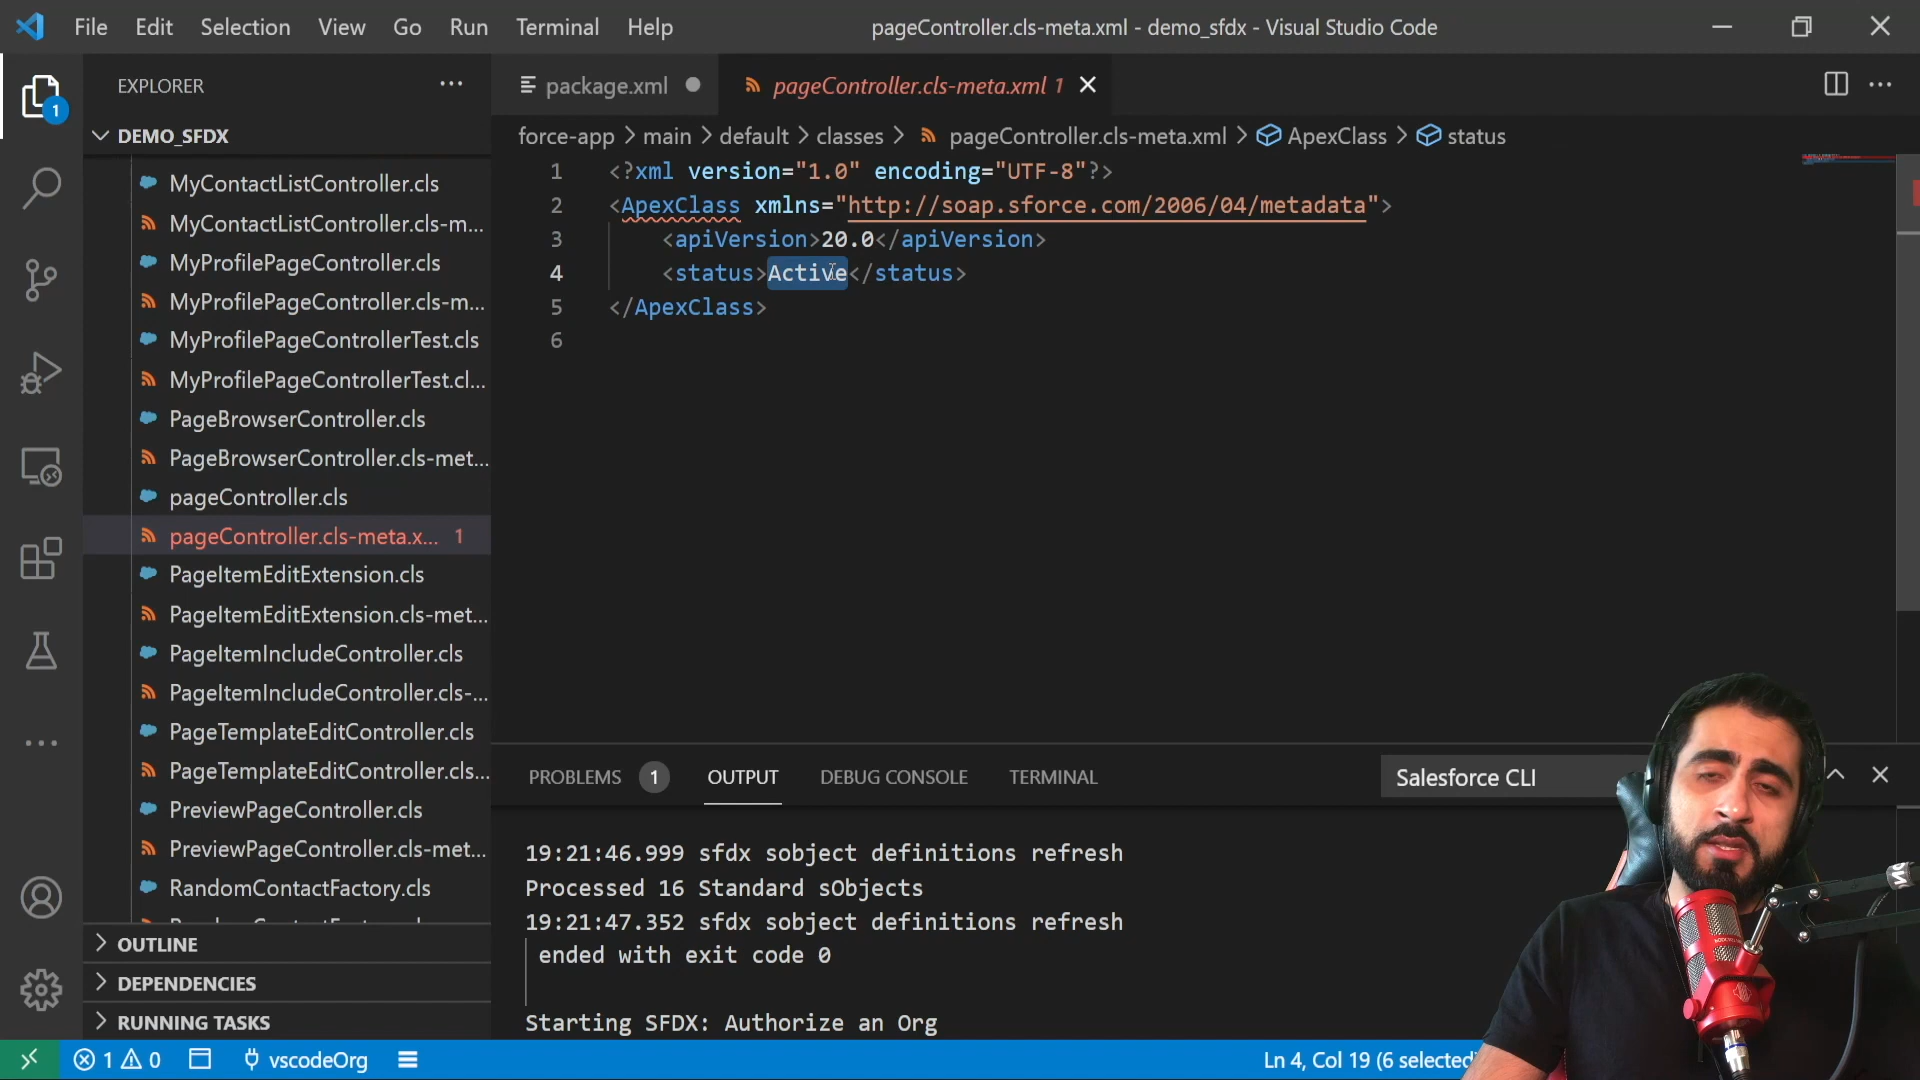 File Edit Selection View Go Run Terminal Help
pageController.cls-meta.xml - demo_sfdx - Visual Studio Code
EXPLORER
1
package.xml
pageController.cls-meta.xml 1
DEMO_SFDX
force-app > main > default > classes > pageController.cls-meta.xml > ApexClass > status
MyContactListController.cls
MyContactListController.cls-m...
MyProfilePageController.cls
MyProfilePageController.cls-m...
MyProfilePageControllerTest.cls
MyProfilePageControllerTest.cl...
PageBrowserController.cls
PageBrowserController.cls-met...
pageController.cls
pageController.cls-meta.x... 1
PageItemEditExtension.cls
PageItemEditExtension.cls-met...
PageItemIncludeController.cls
PageItemIncludeController.cls-...
PageTemplateEditController.cls
PageTemplateEditController.cls...
PreviewPageController.cls
PreviewPageController.cls-met...
RandomContactFactory.cls
OUTLINE
DEPENDENCIES
RUNNING TASKS
1 <?xml version="1.0" encoding="UTF-8"?>
2 <ApexClass xmlns="http://soap.sforce.com/2006/04/metadata">
3 <apiVersion>20.0</apiVersion>
4 <status>Active</status>
5 </ApexClass>
6
PROBLEMS 1 OUTPUT DEBUG CONSOLE TERMINAL
Salesforce CLI
19:21:46.999 sfdx sobject definitions refresh
Processed 16 Standard sObjects
19:21:47.352 sfdx sobject definitions refresh
ended with exit code 0
Starting SFDX: Authorize an Org
1 0 vscodeOrg
Ln 4, Col 19 (6 selected)